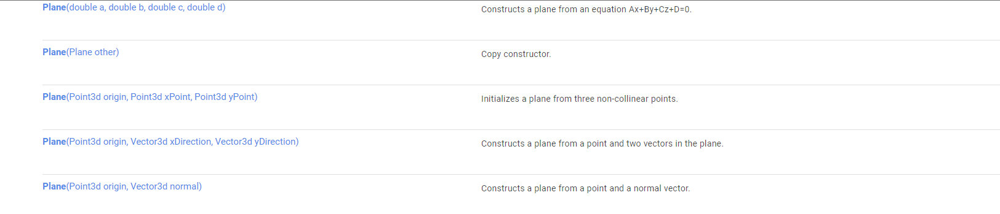 Plane(double a, double b, double c, double d)
Constructs a plane from an equation Ax+By+Cz+D=0.
Plane(Plane other)
Copy constructor.
Plane(Point3d origin, Point3d xPoint, Point3d yPoint)
Initializes a plane from three non-collinear points.
Plane(Point3d origin, Vector3d xDirection, Vector3d yDirection)
Constructs a plane from a point and two vectors in the plane.
Plane(Point3d origin, Vector3d normal)
Constructs a plane from a point and a normal vector.